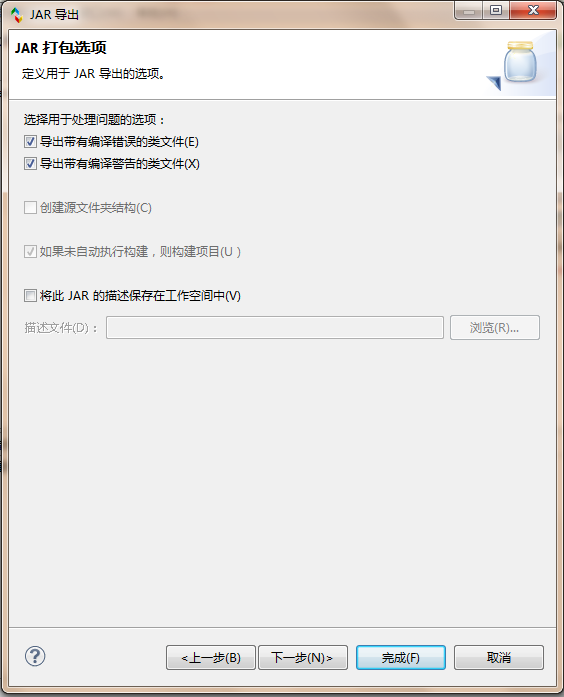 JAR 导出
JAR 打包选项
定义用于 JAR 导出的选项。
选择用于处理问题的选项：
导出带有编译错误的类文件(E)
导出带有编译警告的类文件(X)
创建源文件夹结构(C)
如果未自动执行构建，则构建项目(U )
将此 JAR 的描述保存在工作空间中(V)
描述文件(D)： 浏览(R)...
? <上一步(B) 下一步(N)> 完成(F) 取消